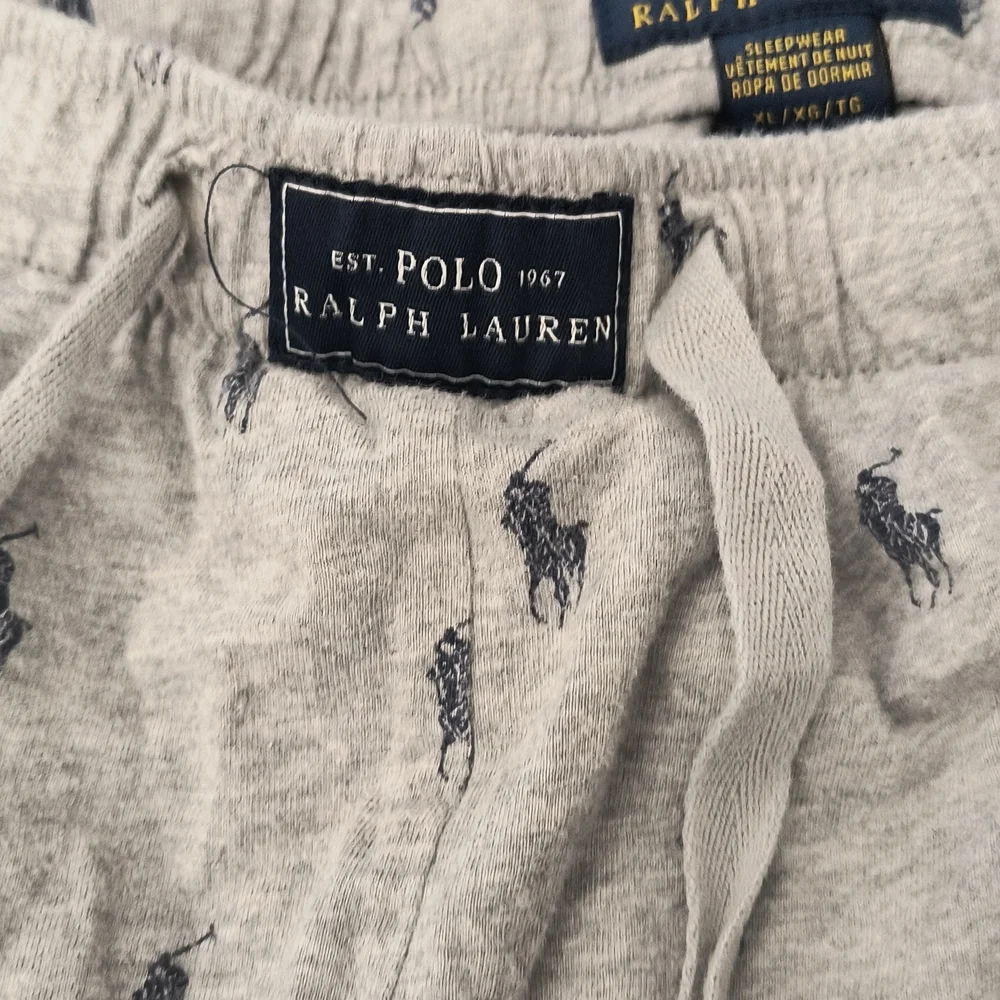 RALPH
SLEEPWEAR
VÊTEMENT DE NUIT
ROPA DE DORMIR
XL/XG/TG
EST. POLO 1967
RALPH LAUREN